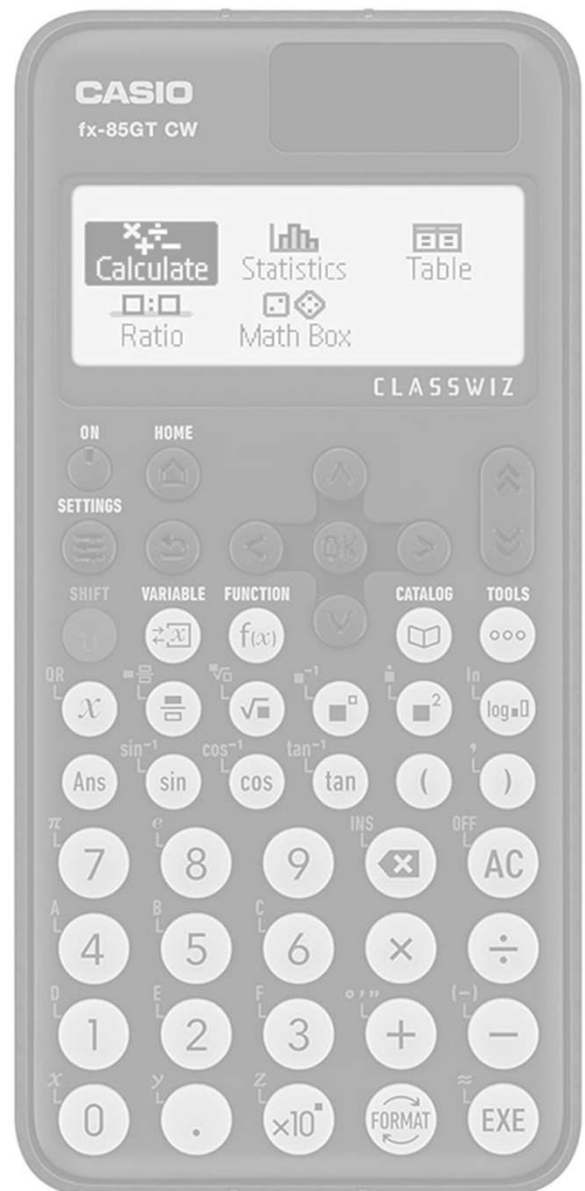 CASIO
fx-85GT CW
Calculate Statistics Table
Ratio Math Box
CLASSWIZ
ON HOME
SETTINGS
OK
SHIFT VARIABLE FUNCTION CATALOG TOOLS
x f(x)
QR ln
x √■ ■² log■□
sin⁻¹ cos⁻¹ tan⁻¹ ,
Ans sin cos tan ( )
π e INS OFF
7 8 9 AC
A B C
4 5 6 × ÷
D E F °′″ (−)
1 2 3 + −
x y z ≈
0 . ×10■ FORMAT EXE